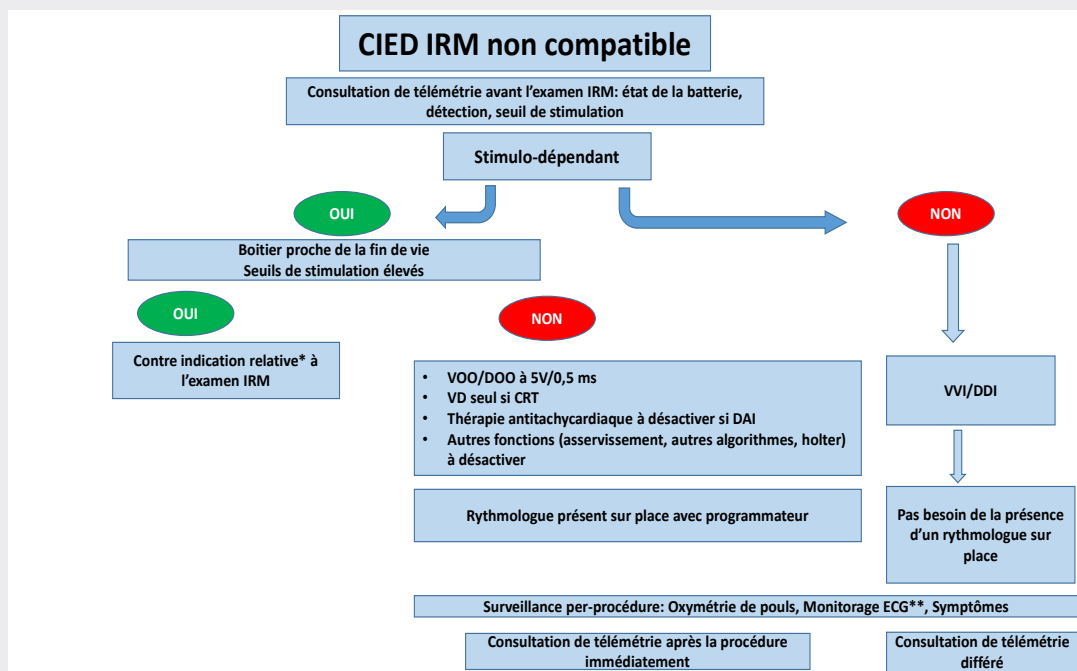 CIED IRM non compatible
Consultation de télémétrie avant l'examen IRM: état de la batterie,
détection, seuil de stimulation
Stimulo-dépendant
OUI
NON
Boitier proche de la fin de vie
Seuils de stimulation élevés
OUI
NON
Contre indication relative* à
l'examen IRM
• VOO/DOO à 5V/0,5 ms
• VD seul si CRT
• Thérapie antitachycardiaque à désactiver si DAI
• Autres fonctions (asservissement, autres algorithmes, holter)
à désactiver
VVI/DDI
Rythmologue présent sur place avec programmateur
Pas besoin de la présence
d'un rythmologue sur
place
Surveillance per-procédure: Oxymétrie de pouls, Monitorage ECG**, Symptômes
Consultation de télémétrie après la procédure
immédiatement
Consultation de télémétrie
différé